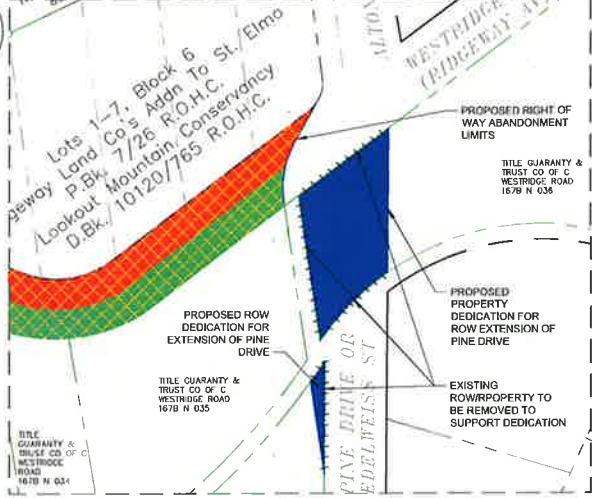 ALTON
WESTRIDGE
(RIDGEWAY AV
Lots 1-7, Block 6
geway Land Co's Addn To St. Elmo
P.Bk. 7/26 R.O.H.C.
Lookout Mountain Conservancy
D.Bk. 10120/765 R.O.H.C.
PROPOSED RIGHT OF
WAY ABANDONMENT
LIMITS
TITLE GUARANTY &
TRUST CO OF C
WESTRIDGE ROAD
167B N 036
PROPOSED
PROPERTY
DEDICATION FOR
ROW EXTENSION OF
PINE DRIVE
PROPOSED ROW
DEDICATION FOR
EXTENSION OF PINE
DRIVE
TITLE GUARANTY &
TRUST CO OF C
WESTRIDGE ROAD
167B N 035
EXISTING
ROW/RPOPERTY TO
BE REMOVED TO
SUPPORT DEDICATION
PINE DRIVE OR
EDELWEISS ST
TITLE
GUARANTY &
TRUST CO OF C
WESTRIDGE
ROAD
167B N 034